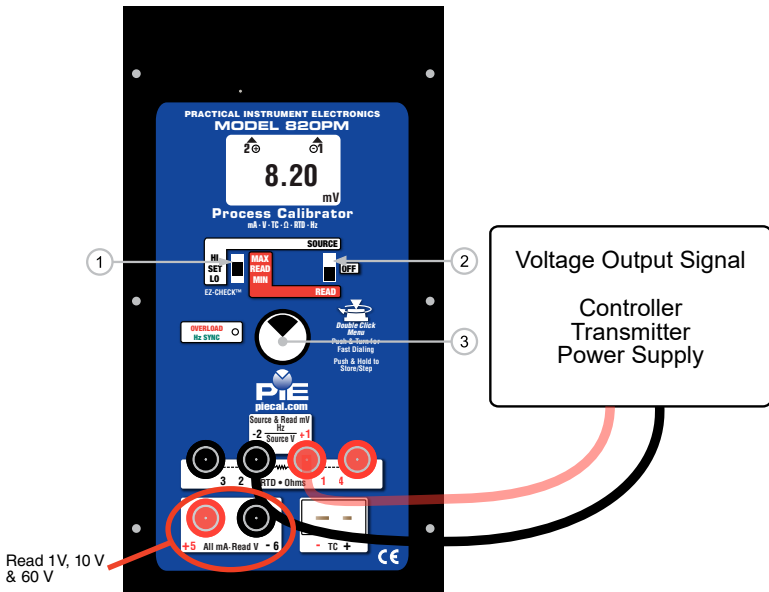 PRACTICAL INSTRUMENT ELECTRONICS
MODEL 820PM
2⊕ ⊖1
8.20
mV
Process Calibrator
mA • V • TC • Ω • RTD • Hz
SOURCE
HI
SET
LO
MAX
READ
MIN
OFF
EZ-CHECK™
READ
1
2
3
OVERLOAD
Hz SYNC
Double Click
Menu
Push & Turn for
Fast Dialing
Push & Hold to
Store/Step
PIE
piecal.com
Source & Read mV
Hz
-2 Source V +1
3 2 RTD • Ohms 1 4
+5 All mA-Read V - 6
- TC +
CE
Voltage Output Signal
Controller
Transmitter
Power Supply
Read 1V, 10 V
& 60 V